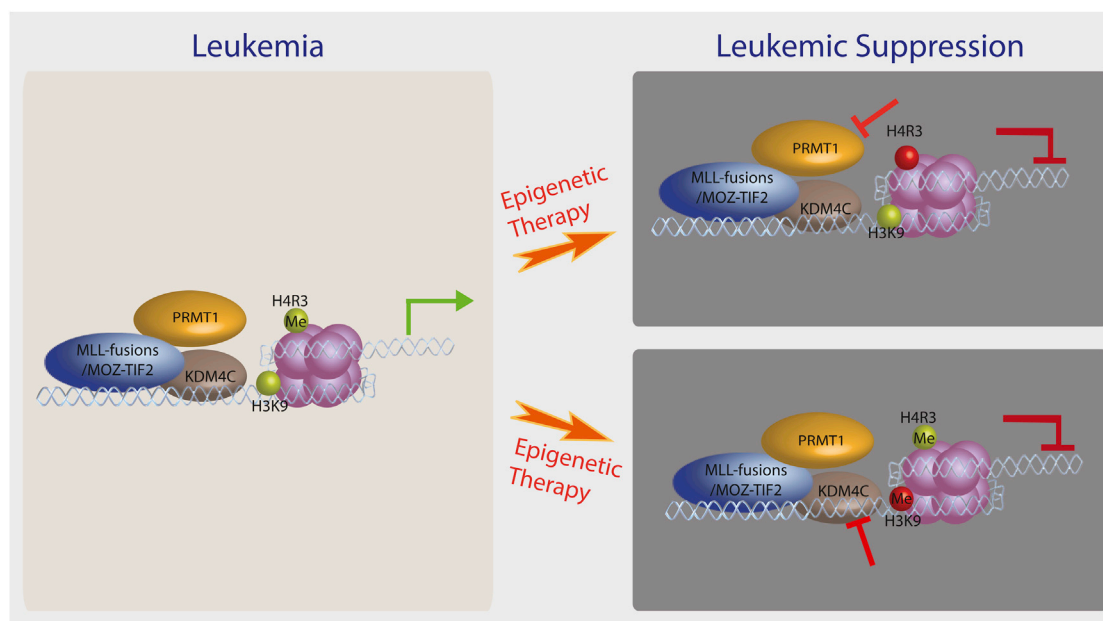 Leukemia
Leukemic Suppression
H4R3
Me
PRMT1
MLL-fusions
/MOZ-TIF2
KDM4C
H3K9
Epigenetic
Therapy
Epigenetic
Therapy
H4R3
PRMT1
MLL-fusions
/MOZ-TIF2
KDM4C
H3K9
H4R3
Me
PRMT1
MLL-fusions
/MOZ-TIF2
KDM4C
Me
H3K9